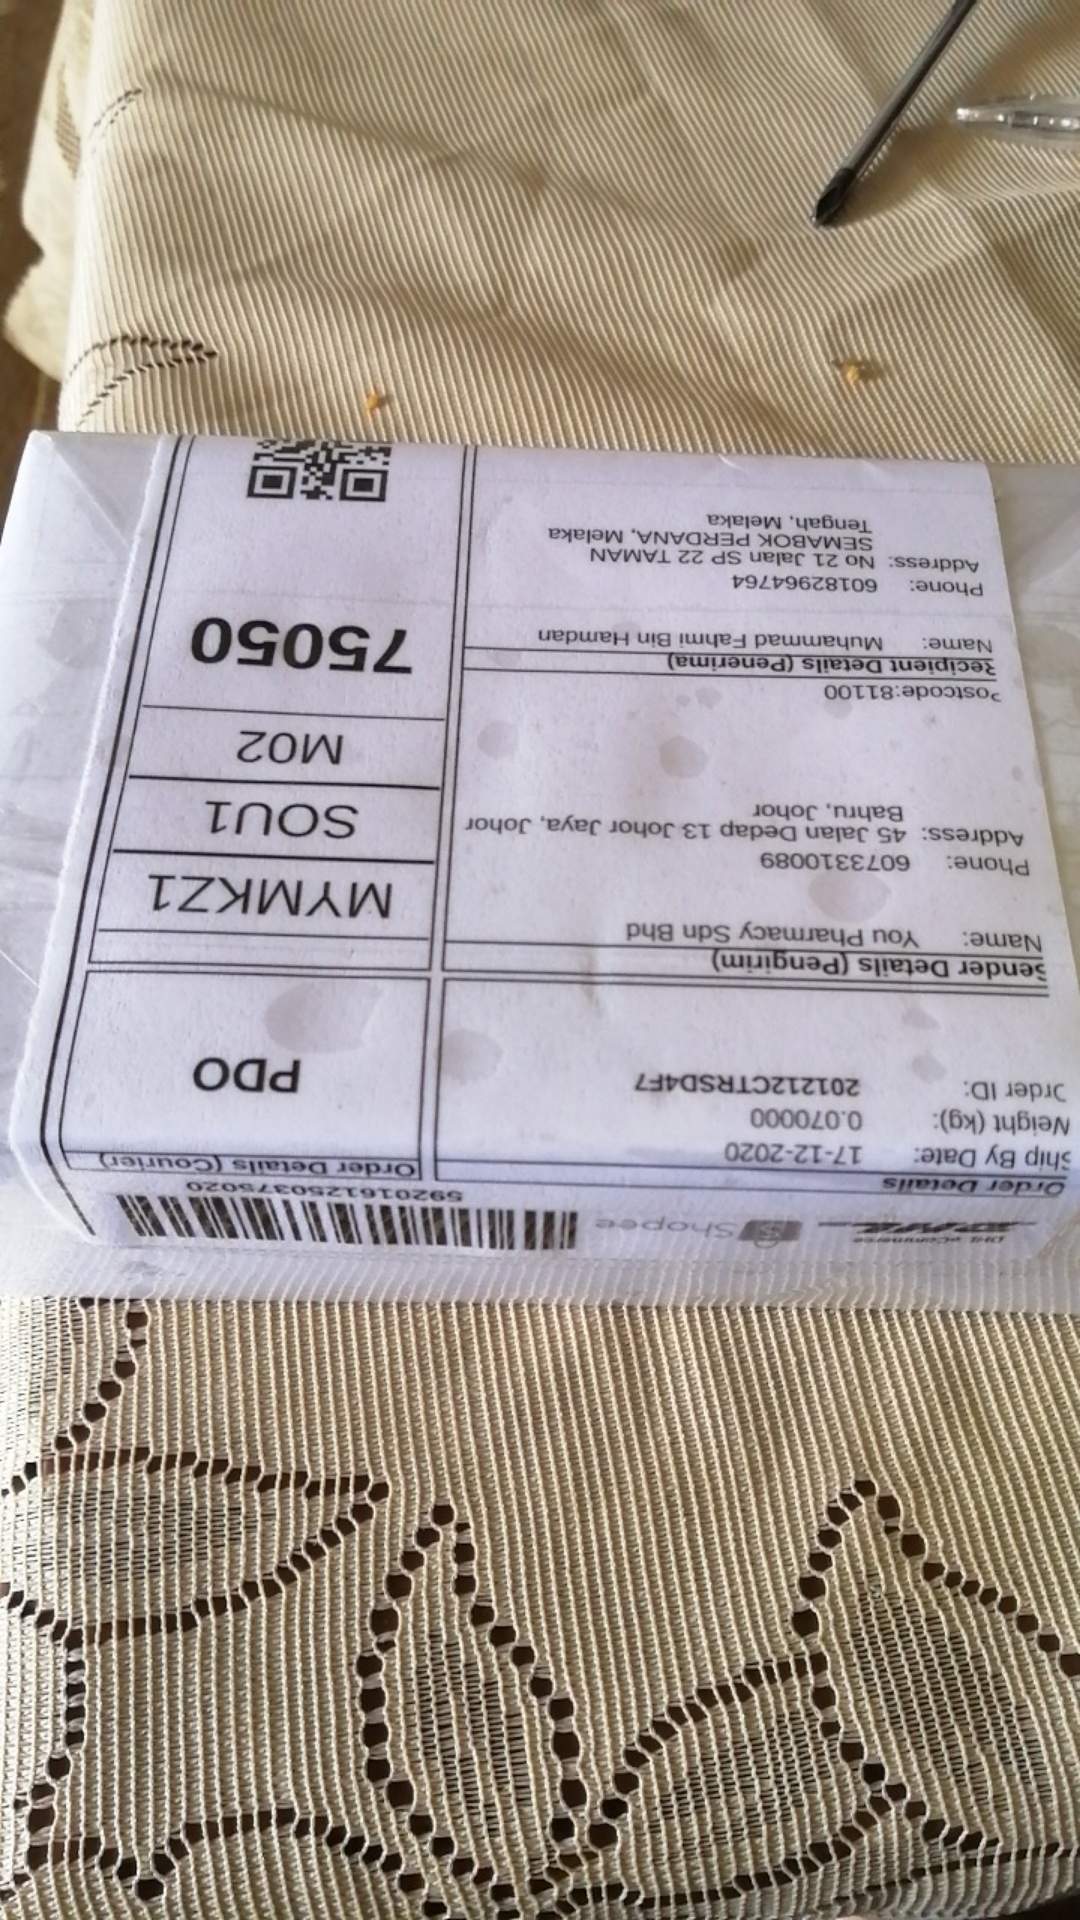 DHL eCommerce
DHL
Shopee
5920161250375020
Order Details
Ship By Date: 17-12-2020
Weight (kg): 0.070000
Order ID: 201212CTRSD4F7
Order Details (Courier)
PDO
Sender Details (Pengirim)
Name: You Pharmacy Sdn Bhd
Phone: 6073310089
Address: 45 Jalan Dedap 13 Johor Jaya, Johor
Bahru, Johor
Postcode:81100
MYMKZ1
SOU1
M02
75050
Recipient Details (Penerima)
Name: Muhammad Fahmi Bin Hamdan
Phone: 60182964764
Address: No 21 Jalan SP 22 TAMAN
SEMABOK PERDANA, Melaka
Tengah, Melaka